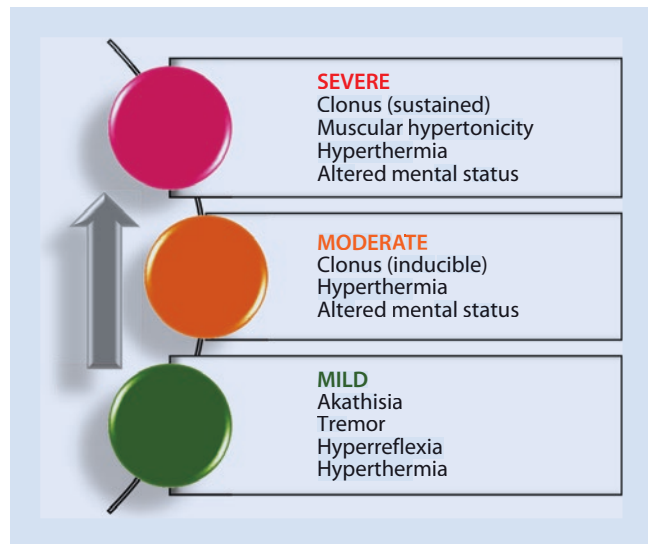 SEVERE
Clonus (sustained)
Muscular hypertonicity
Hyperthermia
Altered mental status
MODERATE
Clonus (inducible)
Hyperthermia
Altered mental status
MILD
Akathisia
Tremor
Hyperreflexia
Hyperthermia